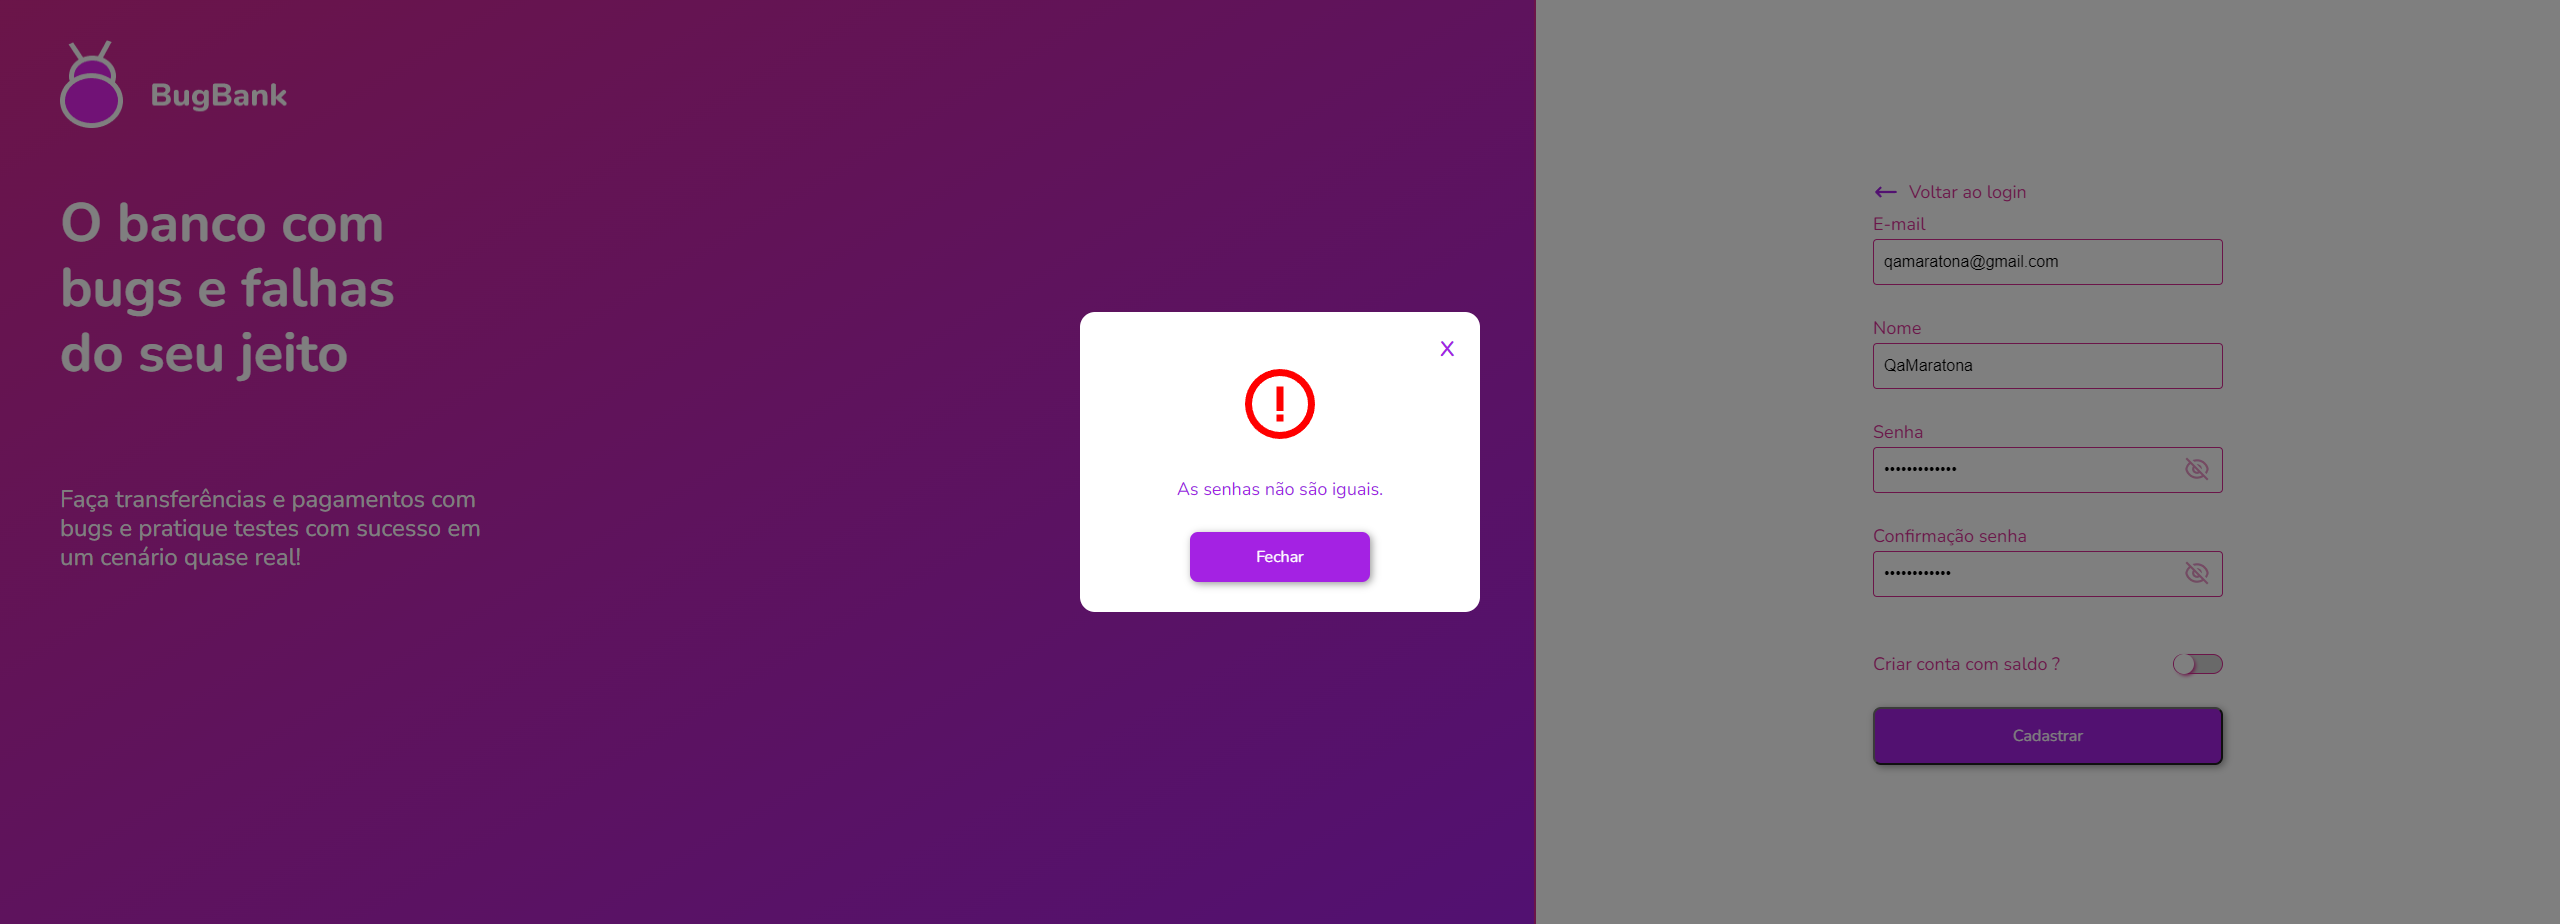 BugBank
O banco com
bugs e falhas
do seu jeito
Faça transferências e pagamentos com
bugs e pratique testes com sucesso em
um cenário quase real!
X
As senhas não são iguais.
Fechar
Voltar ao login
E-mail
qamaratona@gmail.com
Nome
QaMaratona
Senha
•••••••••••••
Confirmação senha
••••••••••••
Criar conta com saldo ?
Cadastrar